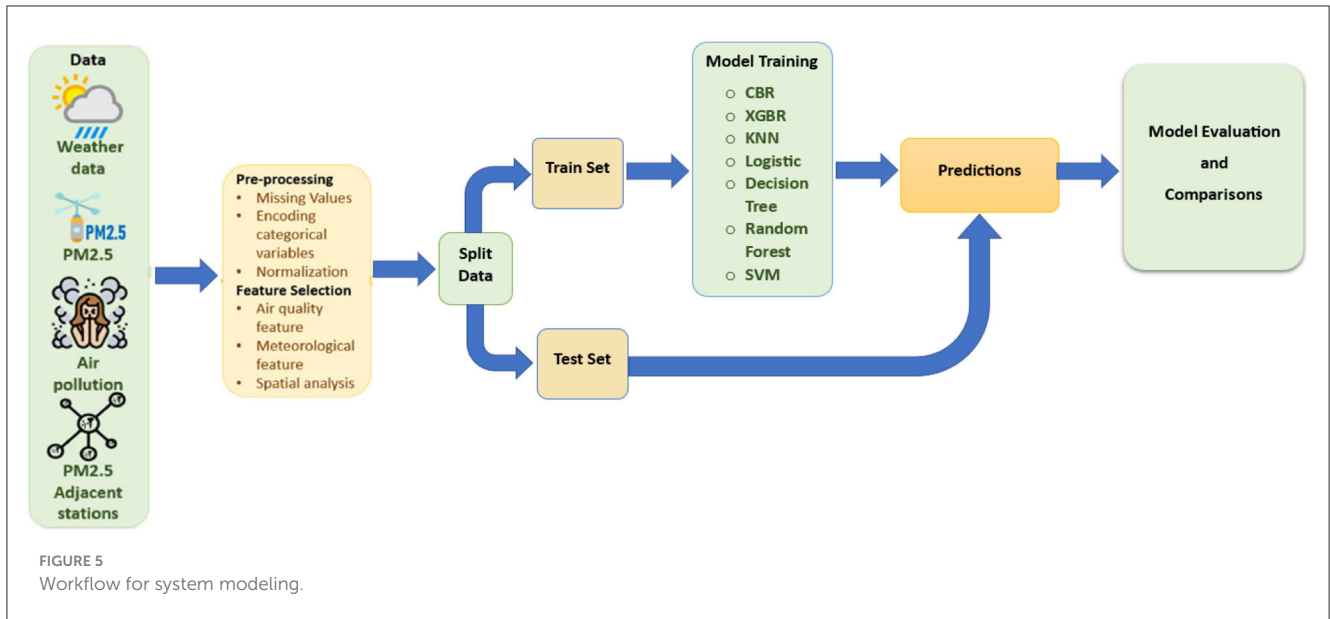 Data
Weather
data
PM2.5
PM2.5
Air
pollution
PM2.5
Adjacent
stations
Pre-processing
• Missing Values
• Encoding
categorical
variables
• Normalization
Feature Selection
• Air quality
feature
• Meteorological
feature
• Spatial analysis
Split
Data
Train Set
Test Set
Model Training
○ CBR
○ XGBR
○ KNN
○ Logistic
○ Decision
Tree
○ Random
Forest
○ SVM
Predictions
Model Evaluation
and
Comparisons
FIGURE 5
Workflow for system modeling.